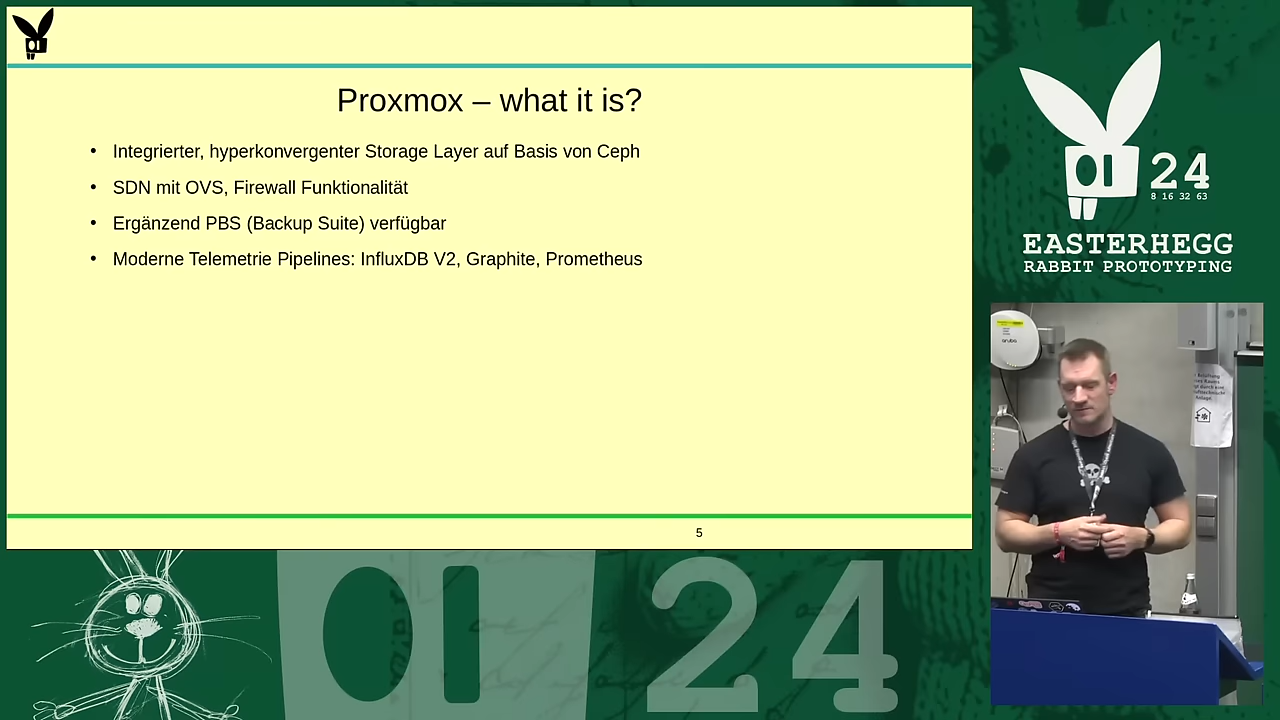 Proxmox – what it is?
• Integrierter, hyperkonvergenter Storage Layer auf Basis von Ceph
• SDN mit OVS, Firewall Funktionalität
• Ergänzend PBS (Backup Suite) verfügbar
• Moderne Telemetrie Pipelines: InfluxDB V2, Graphite, Prometheus
5
24
8 16 32 63
EASTERHEGG
RABBIT PROTOTYPING
aruba
Anlage.
24